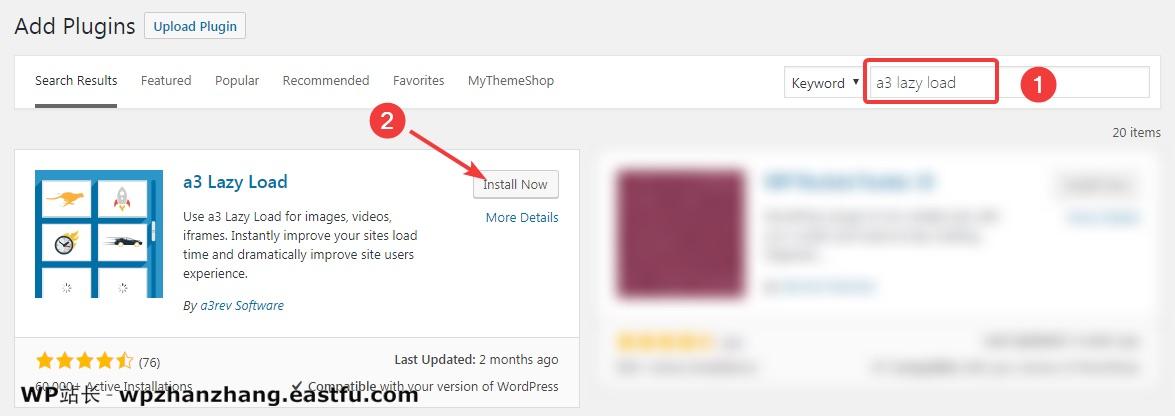 Add Plugins Upload Plugin
Search Results Featured Popular Recommended Favorites MyThemeShop Keyword a3 lazy load 1
20 items
2
a3 Lazy Load Install Now
More Details
Use a3 Lazy Load for images, videos,
iframes. Instantly improve your sites load
time and dramatically improve site users
experience.
By a3rev Software
(76) Last Updated: 2 months ago
60,000+ Active Installations Compatible with your version of WordPress
WP站长 - wpzhanzhang.eastfu.com